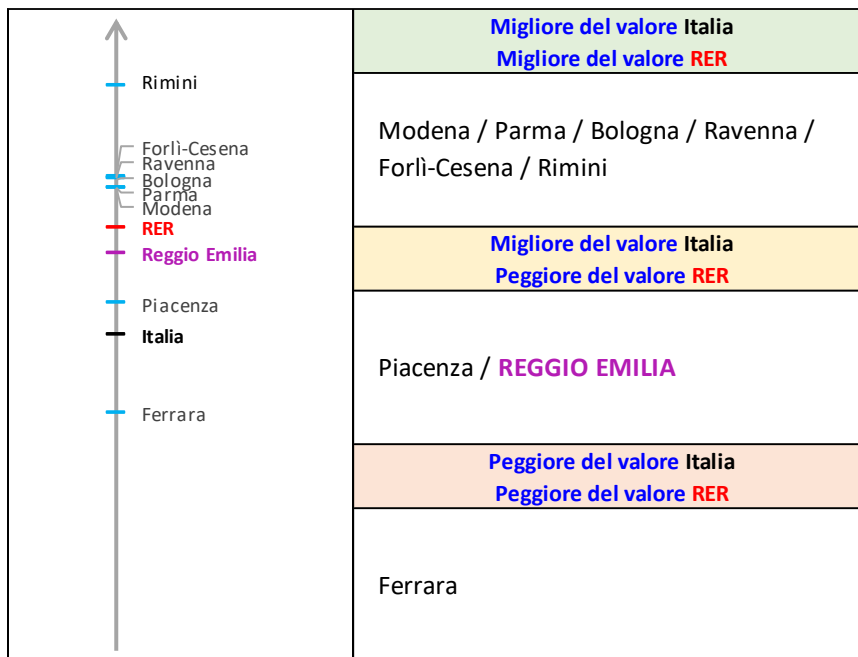 Rimini
Forlì-Cesena
Ravenna
Bologna
Parma
Modena
RER
Reggio Emilia
Piacenza
Italia
Ferrara
Migliore del valore Italia
Migliore del valore RER
Modena / Parma / Bologna / Ravenna /
Forlì-Cesena / Rimini
Migliore del valore Italia
Peggiore del valore RER
Piacenza / REGGIO EMILIA
Peggiore del valore Italia
Peggiore del valore RER
Ferrara